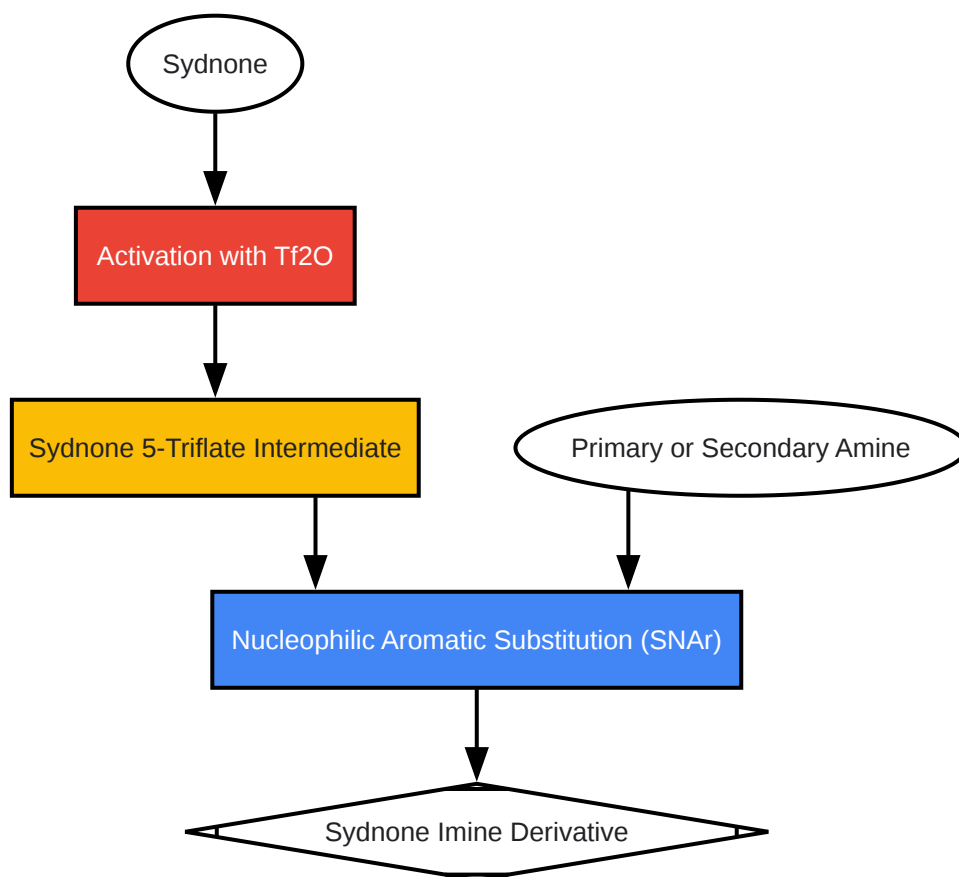 Sydnone
Activation with Tf2O
Sydnone 5-Triflate Intermediate
Primary or Secondary Amine
Nucleophilic Aromatic Substitution (SNAr)
Sydnone Imine Derivative